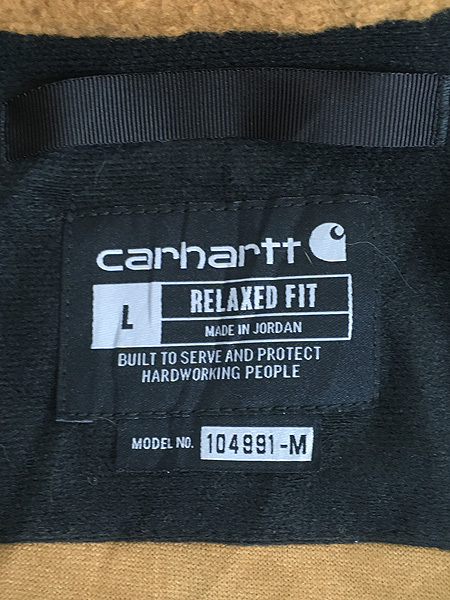 carhartt
L
RELAXED FIT
MADE IN JORDAN
BUILT TO SERVE AND PROTECT
HARDWORKING PEOPLE
MODEL NO. 104991-M